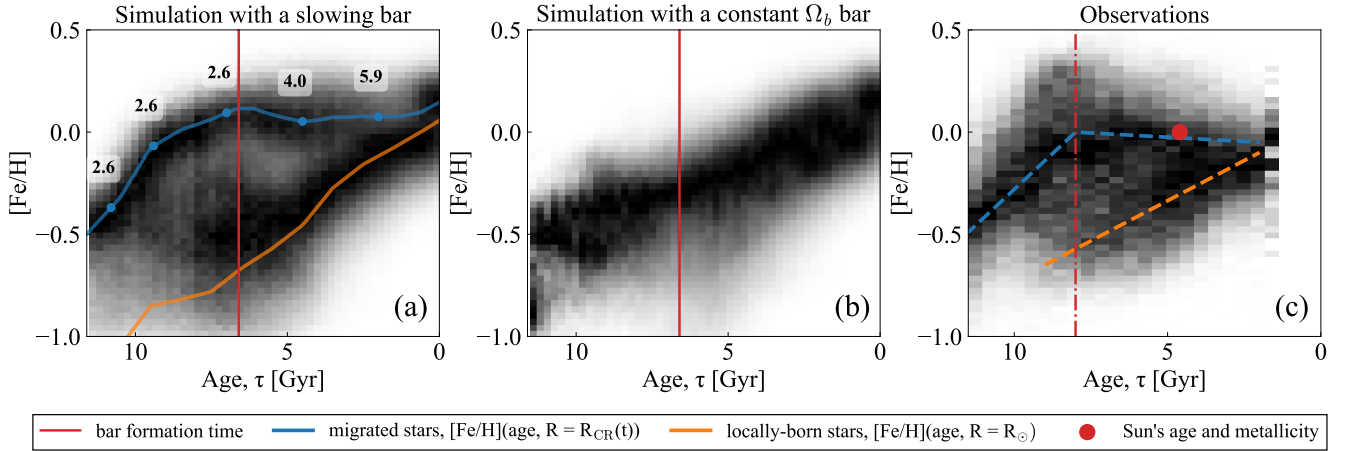 Simulation with a slowing bar
Simulation with a constant Ω_b bar
Observations
0.5
0.0
−0.5
−1.0
[Fe/H]
2.6
2.6
2.6
4.0
5.9
(a)
10
5
0
Age, τ [Gyr]
0.5
0.0
−0.5
−1.0
[Fe/H]
(b)
10
5
0
Age, τ [Gyr]
0.5
0.0
−0.5
−1.0
[Fe/H]
(c)
10
5
0
Age, τ [Gyr]
bar formation time
migrated stars, [Fe/H](age, R = R_CR(t))
locally-born stars, [Fe/H](age, R = R_⊙)
Sun's age and metallicity